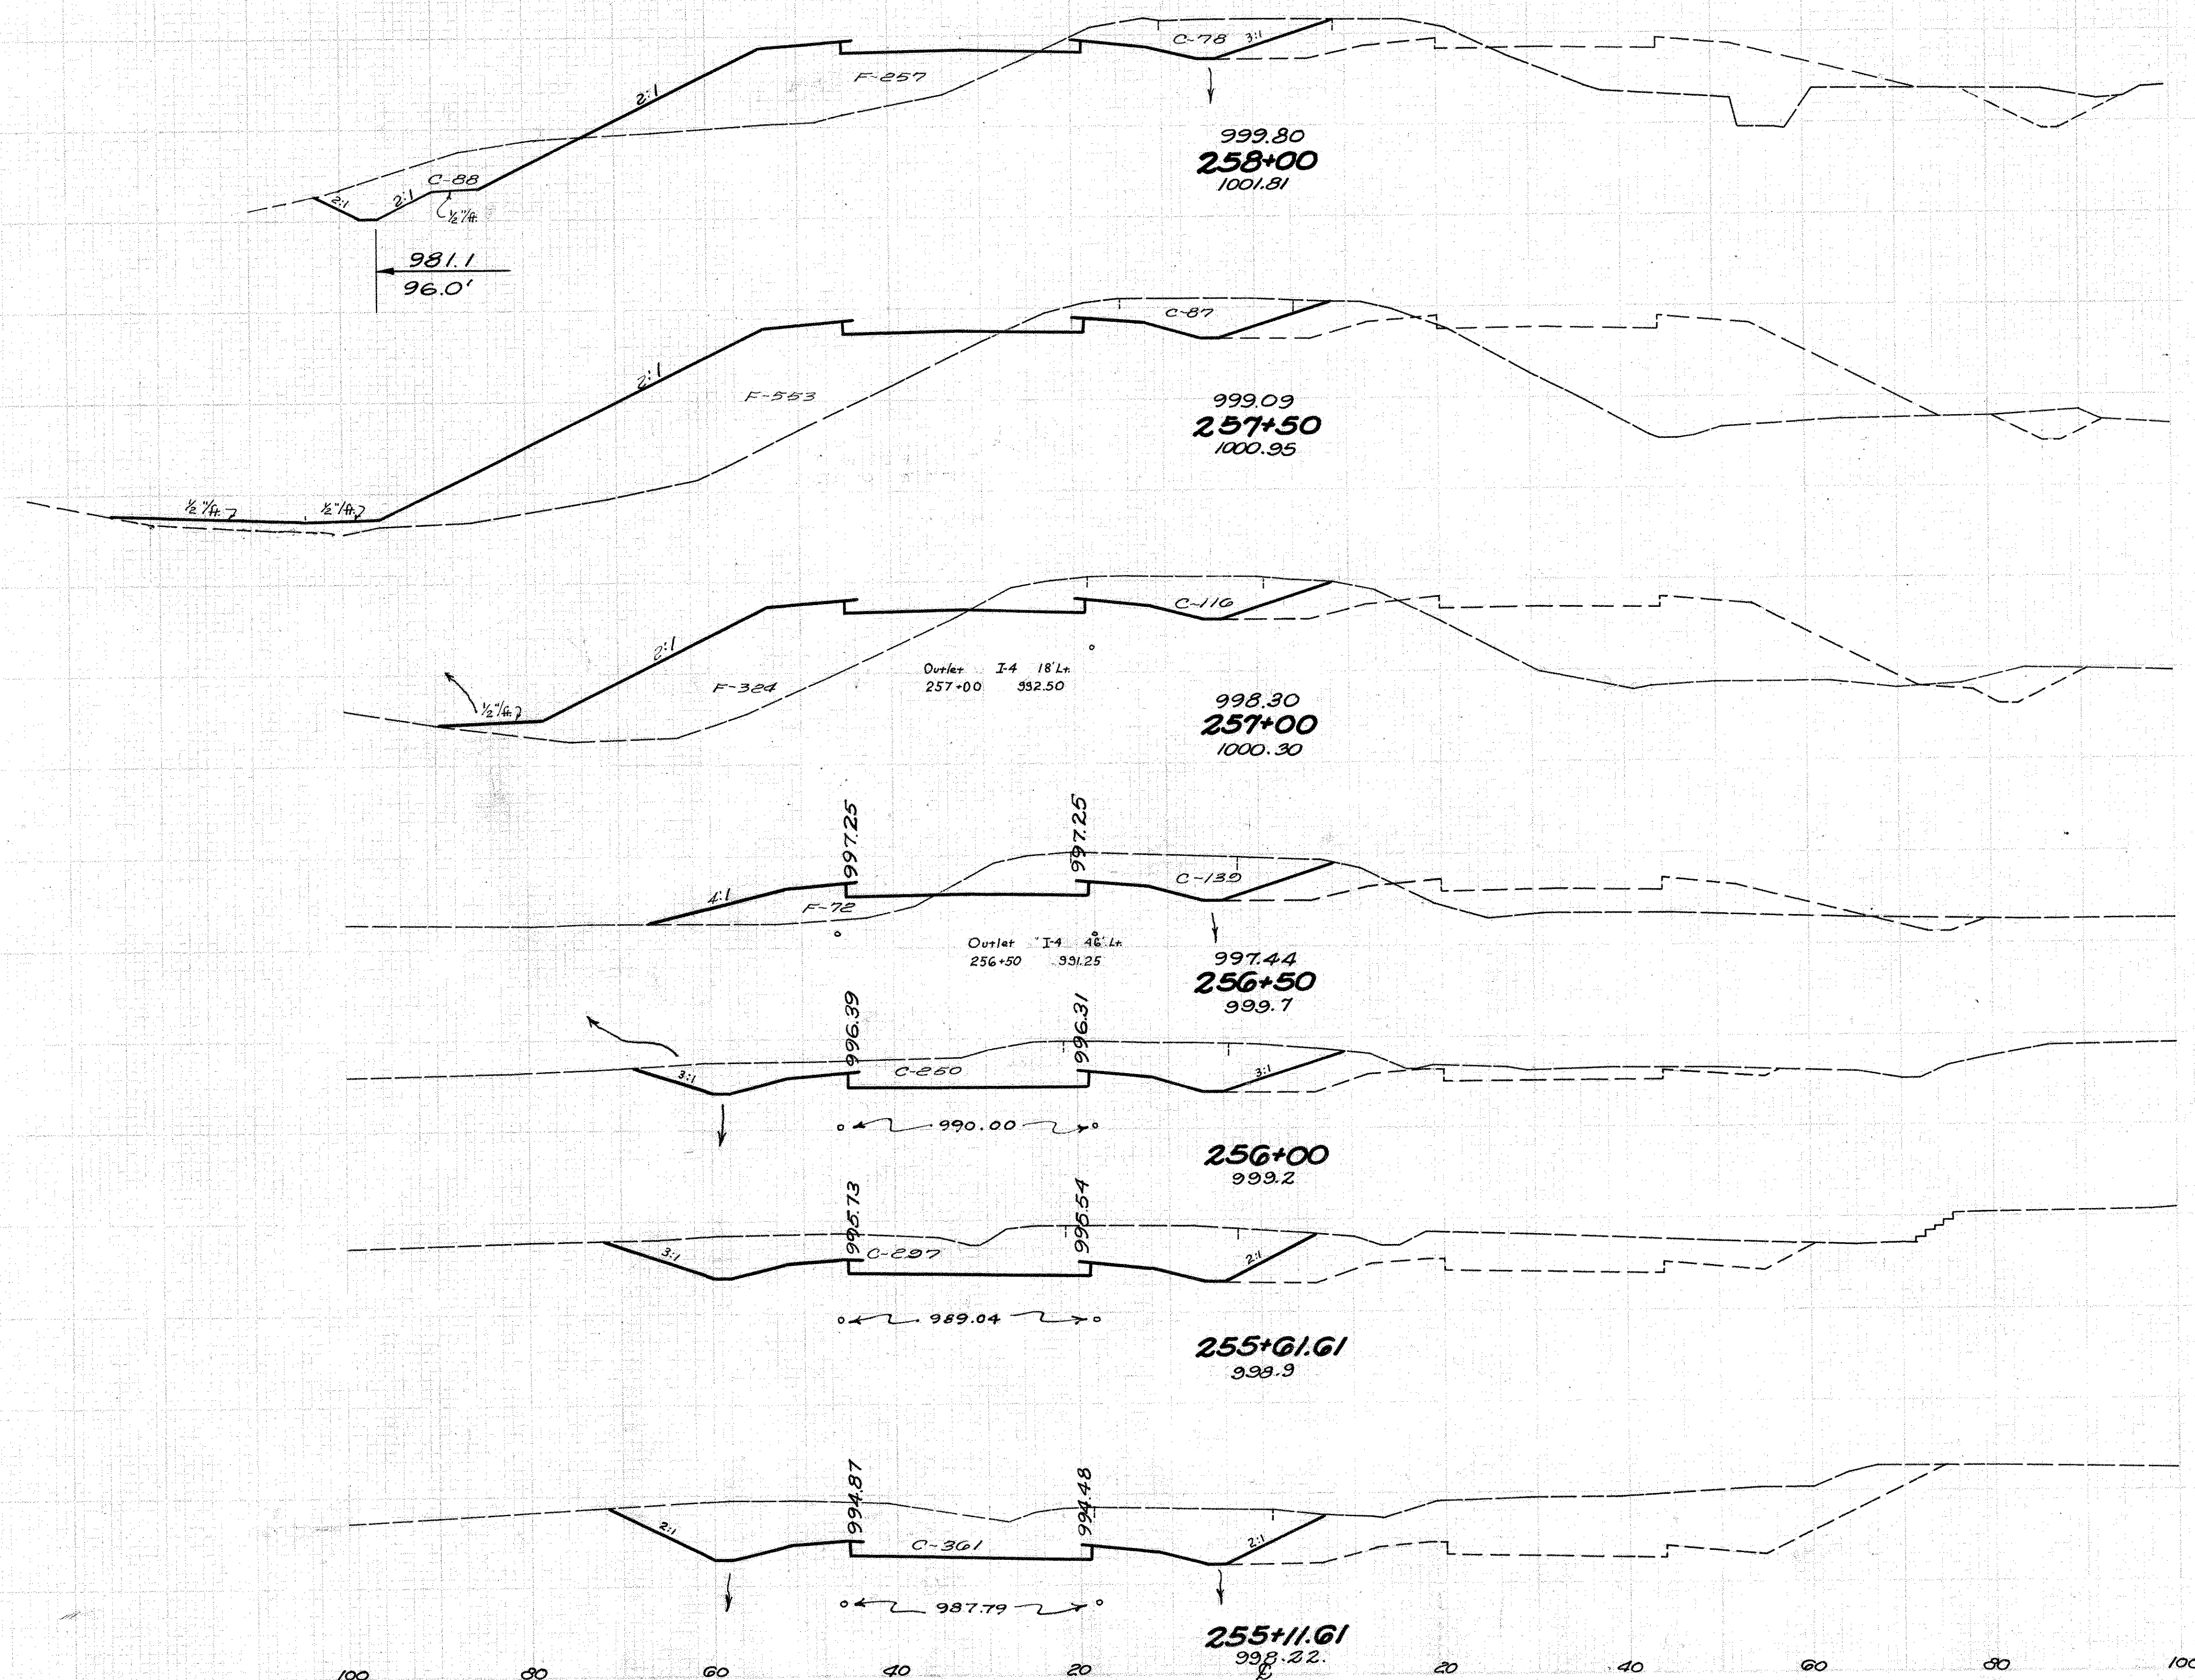 C-78 3:1
F-257
2:1
999.80
258+00
1001.81
C-88
2:1 2:1
½"/ft.
981.1
96.0'
C-87
2:1
F-553
999.09
257+50
1000.95
½"/ft. ½"/ft.
C-116
2:1
Outlet I-4 18' Lt.
257+00 992.50
F-324
½"/ft.
998.30
257+00
1000.30
997.25 997.25
C-139
4:1
F-72
Outlet I-4 46' Lt.
256+50 991.25
997.44
256+50
999.7
996.39 996.31
3:1 C-250 3:1
990.00
256+00
999.2
995.73 995.54
3:1 C-297 2:1
989.04
255+61.61
998.9
994.87 994.48
2:1 C-361 2:1
987.79
255+11.61
998.22
100 80 60 40 20 ℄ 20 40 60 80 100